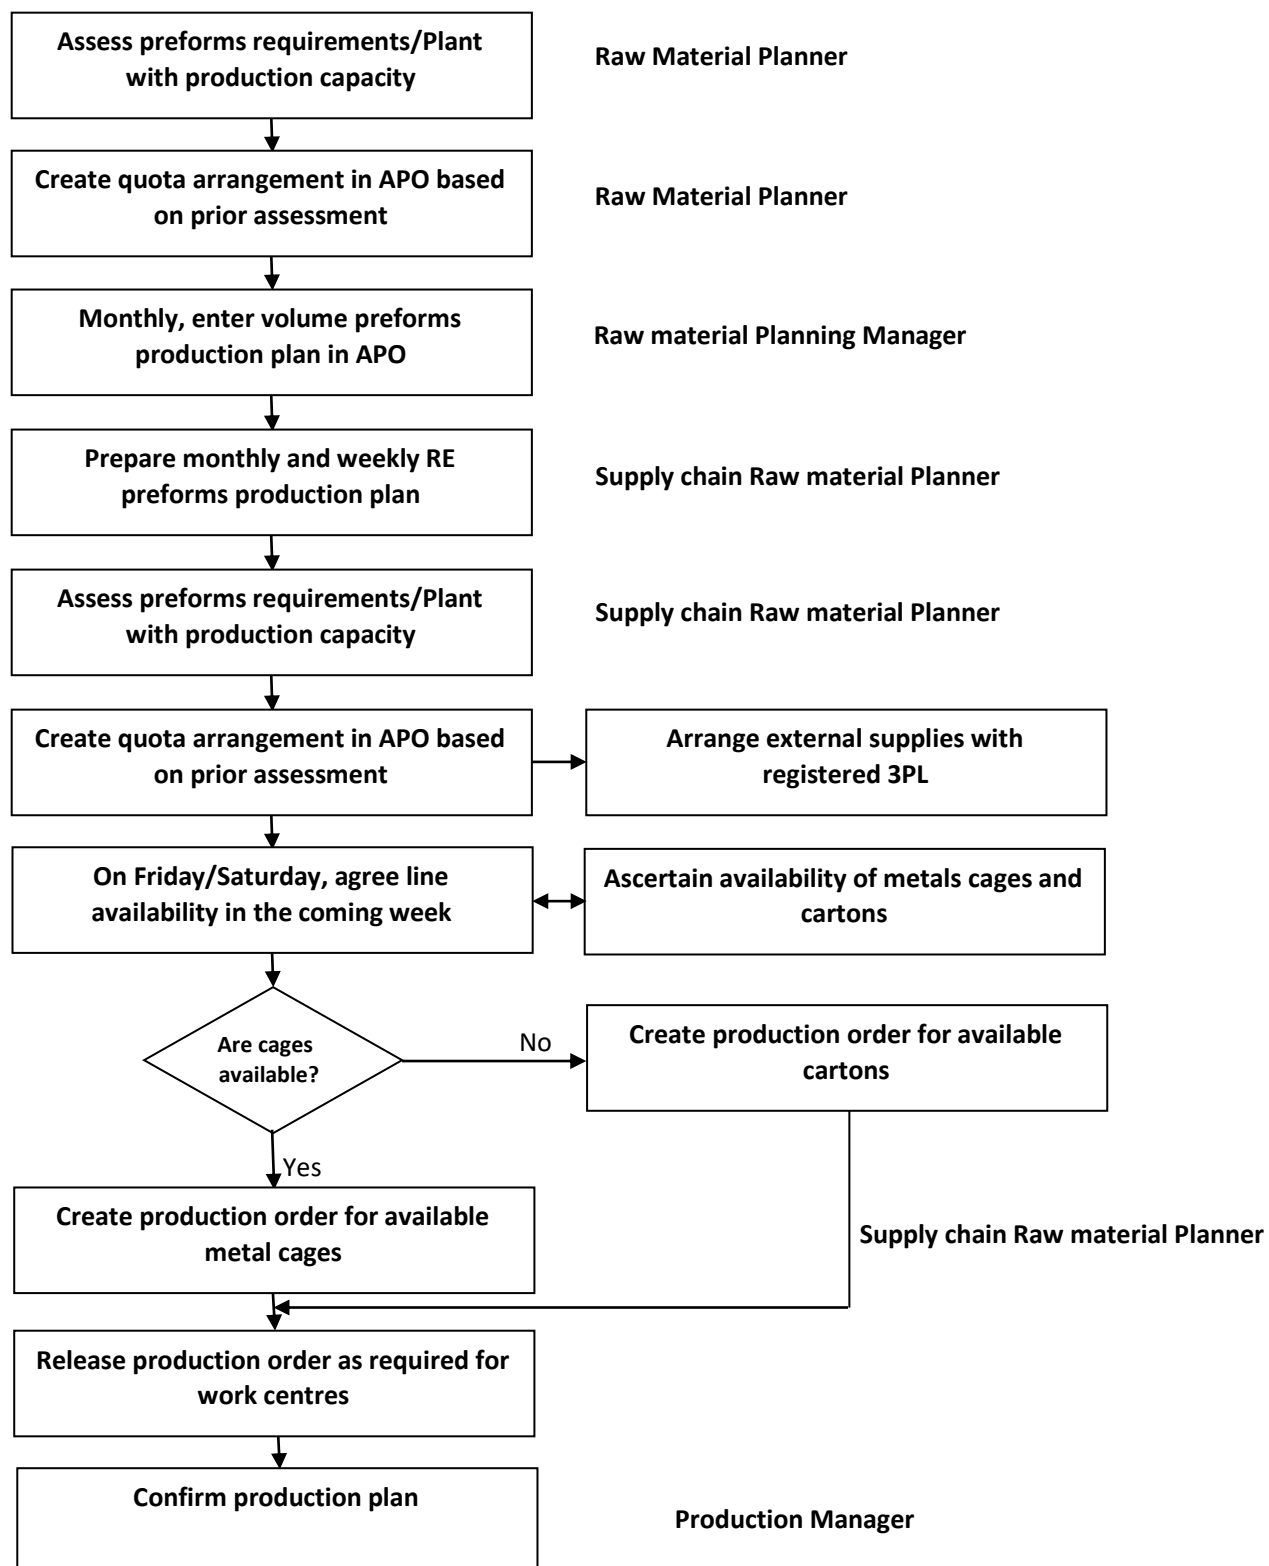 Assess preforms requirements/Plant
with production capacity
Raw Material Planner
Create quota arrangement in APO based
on prior assessment
Raw Material Planner
Monthly, enter volume preforms
production plan in APO
Raw material Planning Manager
Prepare monthly and weekly RE
preforms production plan
Supply chain Raw material Planner
Assess preforms requirements/Plant
with production capacity
Supply chain Raw material Planner
Create quota arrangement in APO based
on prior assessment
Arrange external supplies with
registered 3PL
On Friday/Saturday, agree line
availability in the coming week
Ascertain availability of metals cages and
cartons
Are cages
available?
No
Create production order for available
cartons
Yes
Create production order for available
metal cages
Supply chain Raw material Planner
Release production order as required for
work centres
Confirm production plan
Production Manager